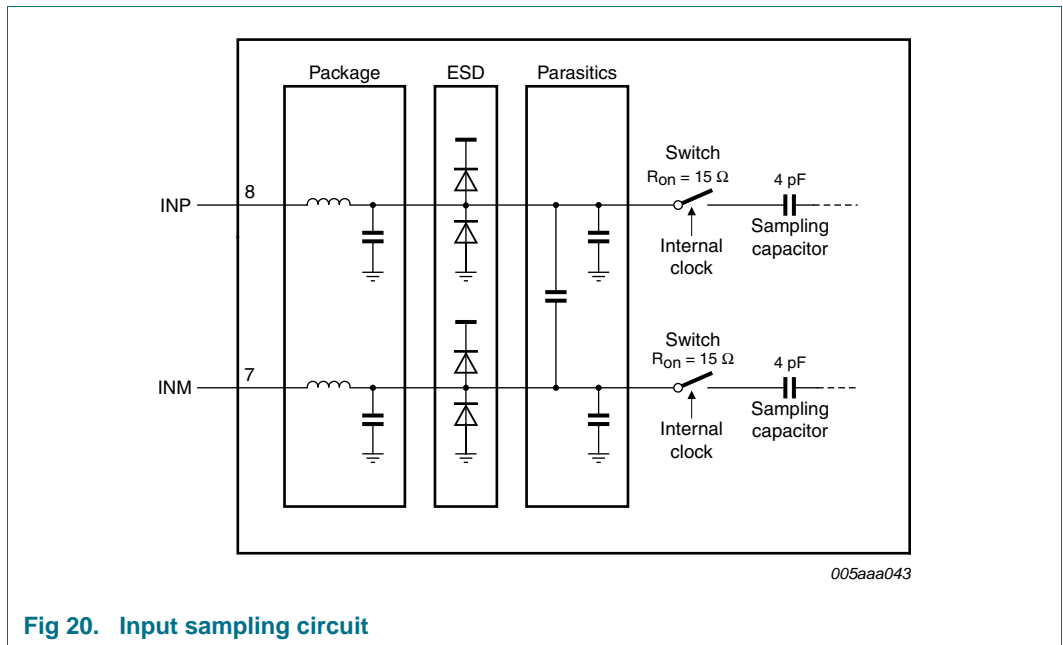 Package
ESD
Parasitics
Switch
Ron = 15 Ω
4 pF
INP
8
Internal
clock
Sampling
capacitor
Switch
Ron = 15 Ω
4 pF
INM
7
Internal
clock
Sampling
capacitor
005aaa043
Fig 20. Input sampling circuit